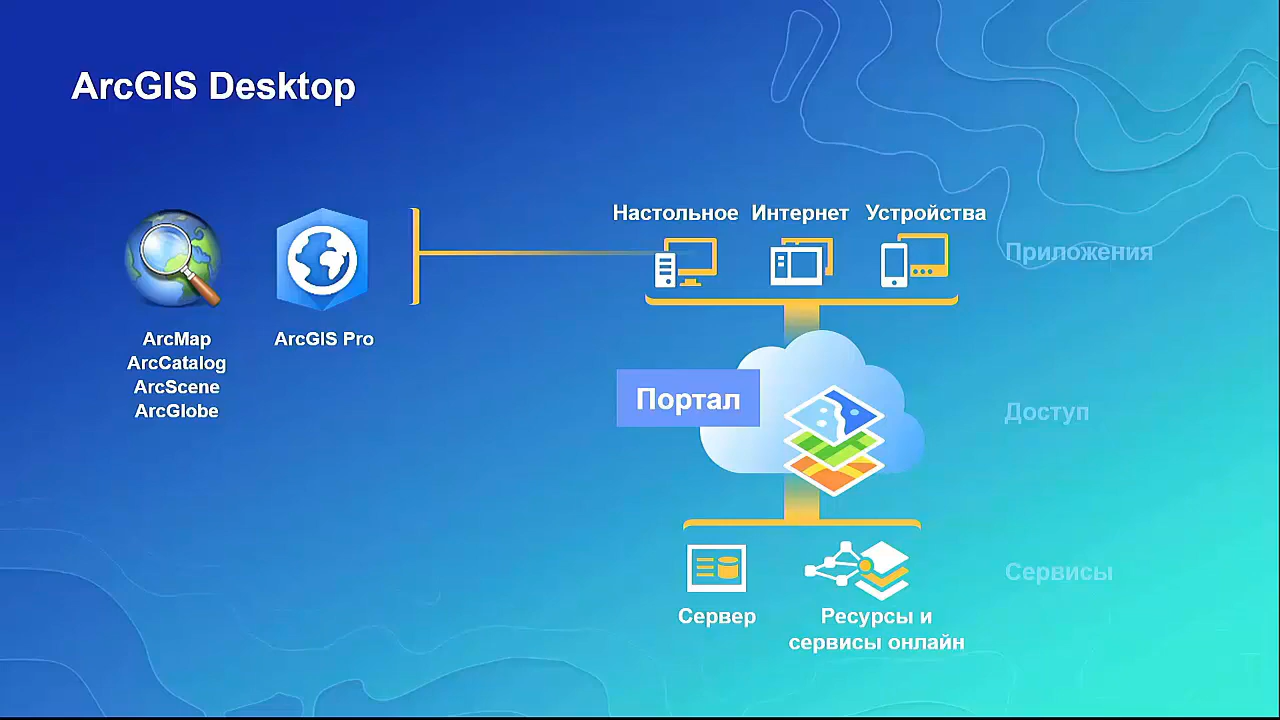 ArcGIS Desktop
ArcMap
ArcCatalog
ArcScene
ArcGlobe
ArcGIS Pro
Настольное Интернет Устройства
Приложения
Портал
Доступ
Сервисы
Сервер
Ресурсы и
сервисы онлайн